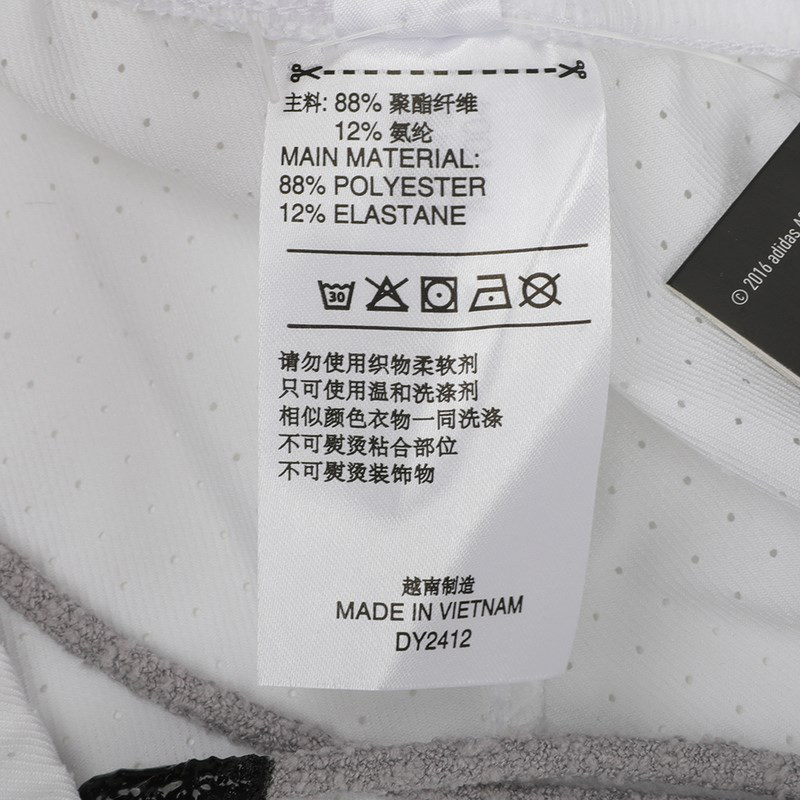 主料: 88% 聚酯纤维
12% 氨纶
MAIN MATERIAL:
88% POLYESTER
12% ELASTANE
30
请勿使用织物柔软剂
只可使用温和洗涤剂
相似颜色衣物一同洗涤
不可熨烫粘合部位
不可熨烫装饰物
越南制造
MADE IN VIETNAM
DY2412
© 2016 adidas